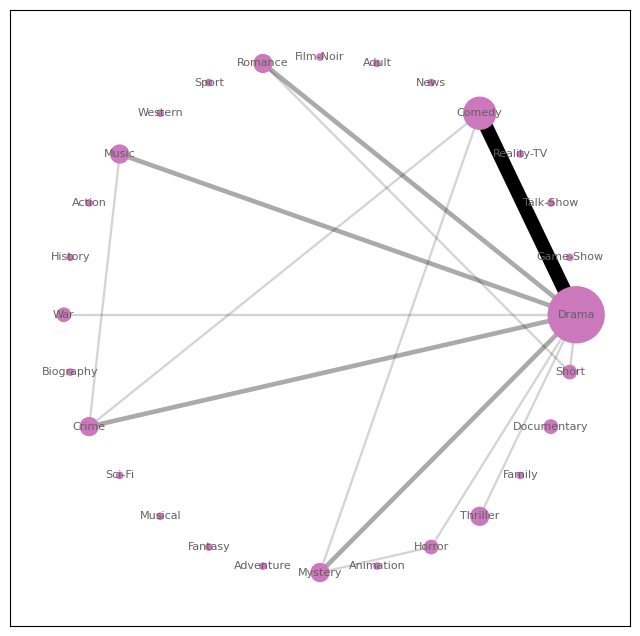 Film-Noir
Romance
Adult
Sport
News
Western
Comedy
Music
Reality-TV
Action
Talk-Show
History
Game-Show
War
Drama
Biography
Short
Crime
Documentary
Sci-Fi
Family
Musical
Thriller
Fantasy
Horror
Adventure
Mystery
Animation